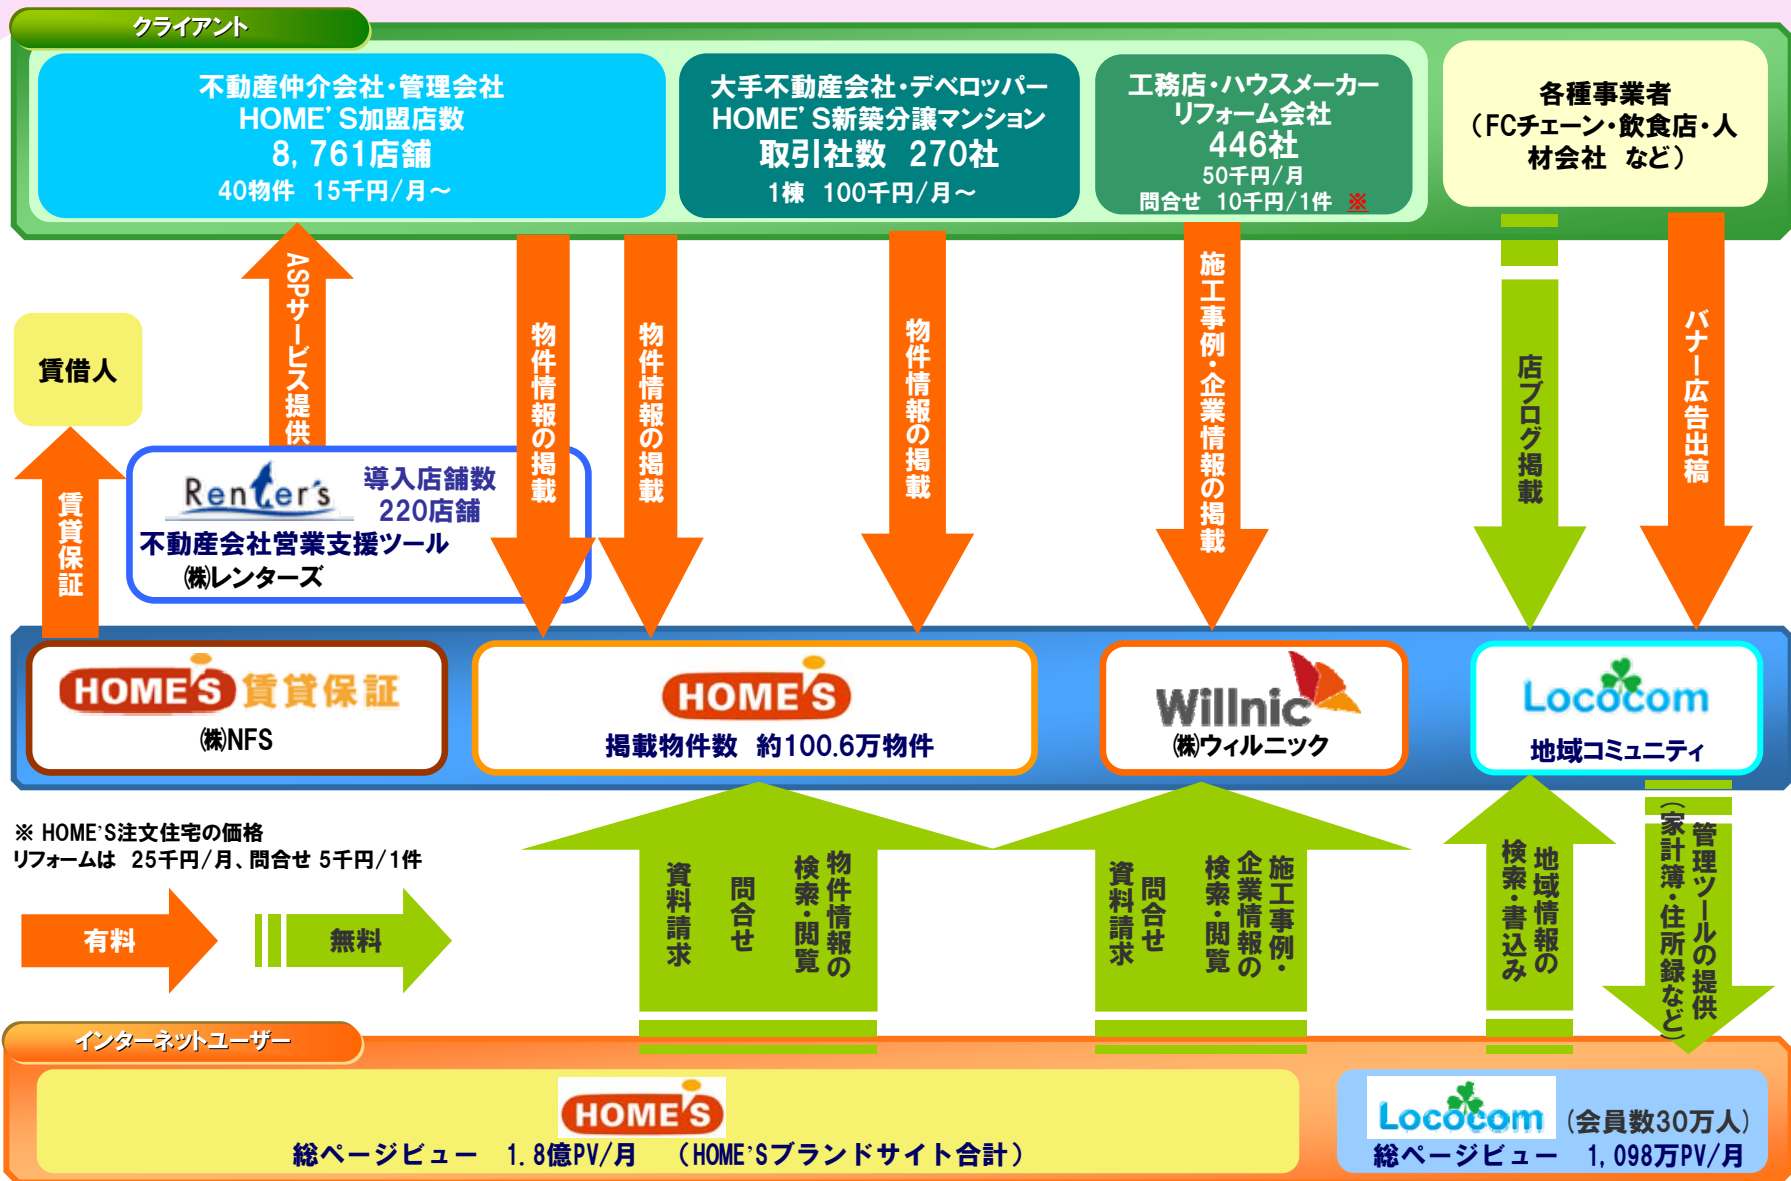 クライアント
不動産仲介会社・管理会社
HOME'S加盟店数
8,761店舗
40物件 15千円/月～
大手不動産会社・デベロッパー
HOME'S新築分譲マンション
取引社数 270社
1棟 100千円/月～
工務店・ハウスメーカー
リフォーム会社
446社
50千円/月
問合せ 10千円/1件 ※
各種事業者
（FCチェーン・飲食店・人
材会社 など）
賃借人
賃貸保証
ASPサービス提供
物件情報の掲載
物件情報の掲載
物件情報の掲載
施工事例・企業情報の掲載
店ブログ掲載
バナー広告出稿
Renter's
導入店舗数
220店舗
不動産会社営業支援ツール
㈱レンターズ
HOME'S賃貸保証
㈱NFS
HOME'S
掲載物件数 約100.6万物件
Willnic
㈱ウィルニック
Lococom
地域コミュニティ
※ HOME'S注文住宅の価格
リフォームは 25千円/月、問合せ 5千円/1件
有料
無料
物件情報の
検索・閲覧
問合せ
資料請求
施工事例・
企業情報の
検索・閲覧
問合せ
資料請求
地域情報の
検索・書込み
管理ツールの提供
（家計簿・住所録など）
インターネットユーザー
HOME'S
総ページビュー 1.8億PV/月 （HOME'Sブランドサイト合計）
Lococom （会員数30万人）
総ページビュー 1,098万PV/月